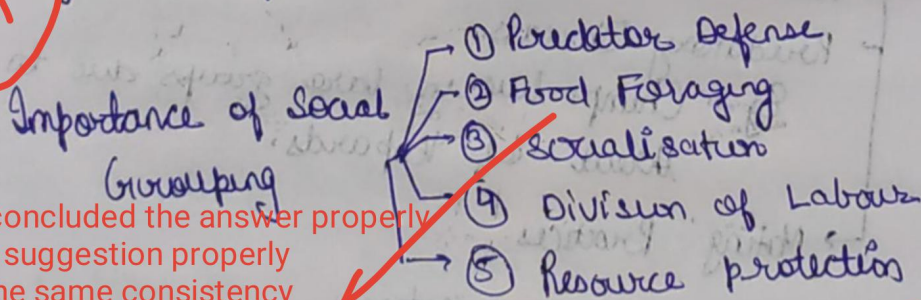 ① Predator Defense,
② Food Foraging
Importance of Social
③ Socialisation
Grouping
④ Division of Labour
concluded the answer properly
suggestion properly
⑤ Resource protection
same consistency